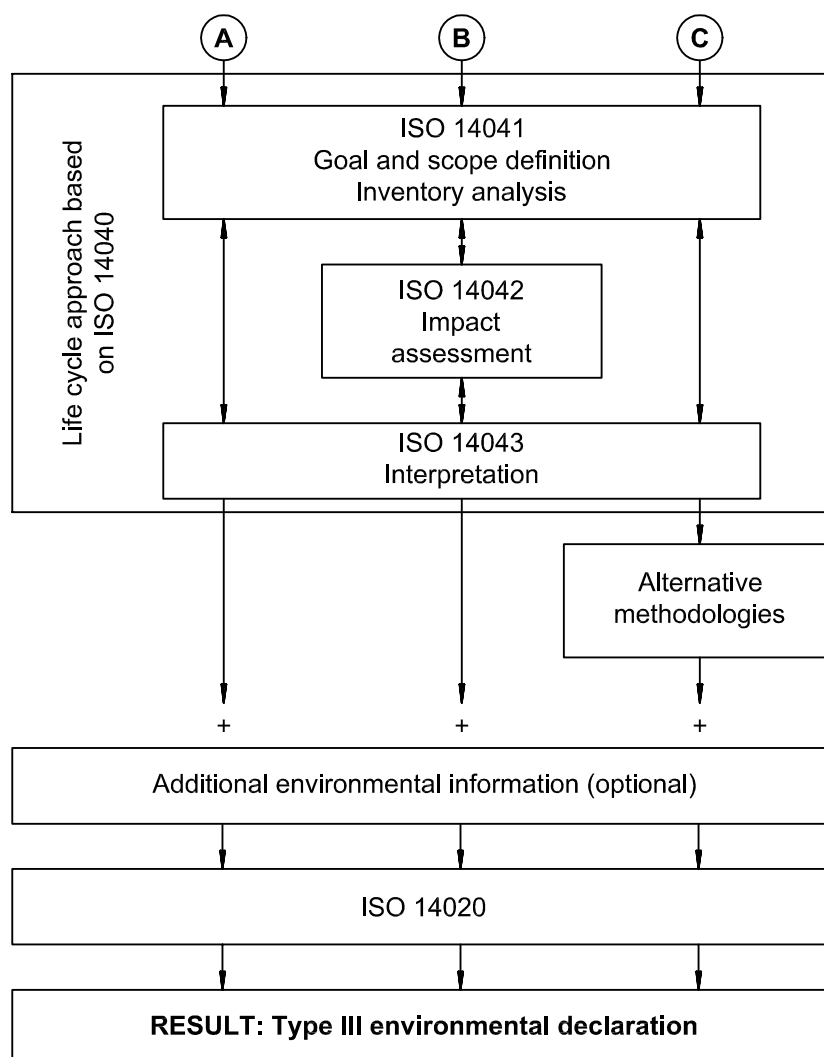 A
B
C
Life cycle approach based
on ISO 14040
ISO 14041
Goal and scope definition
Inventory analysis
ISO 14042
Impact
assessment
ISO 14043
Interpretation
Alternative
methodologies
+
+
+
Additional environmental information (optional)
ISO 14020
RESULT: Type III environmental declaration